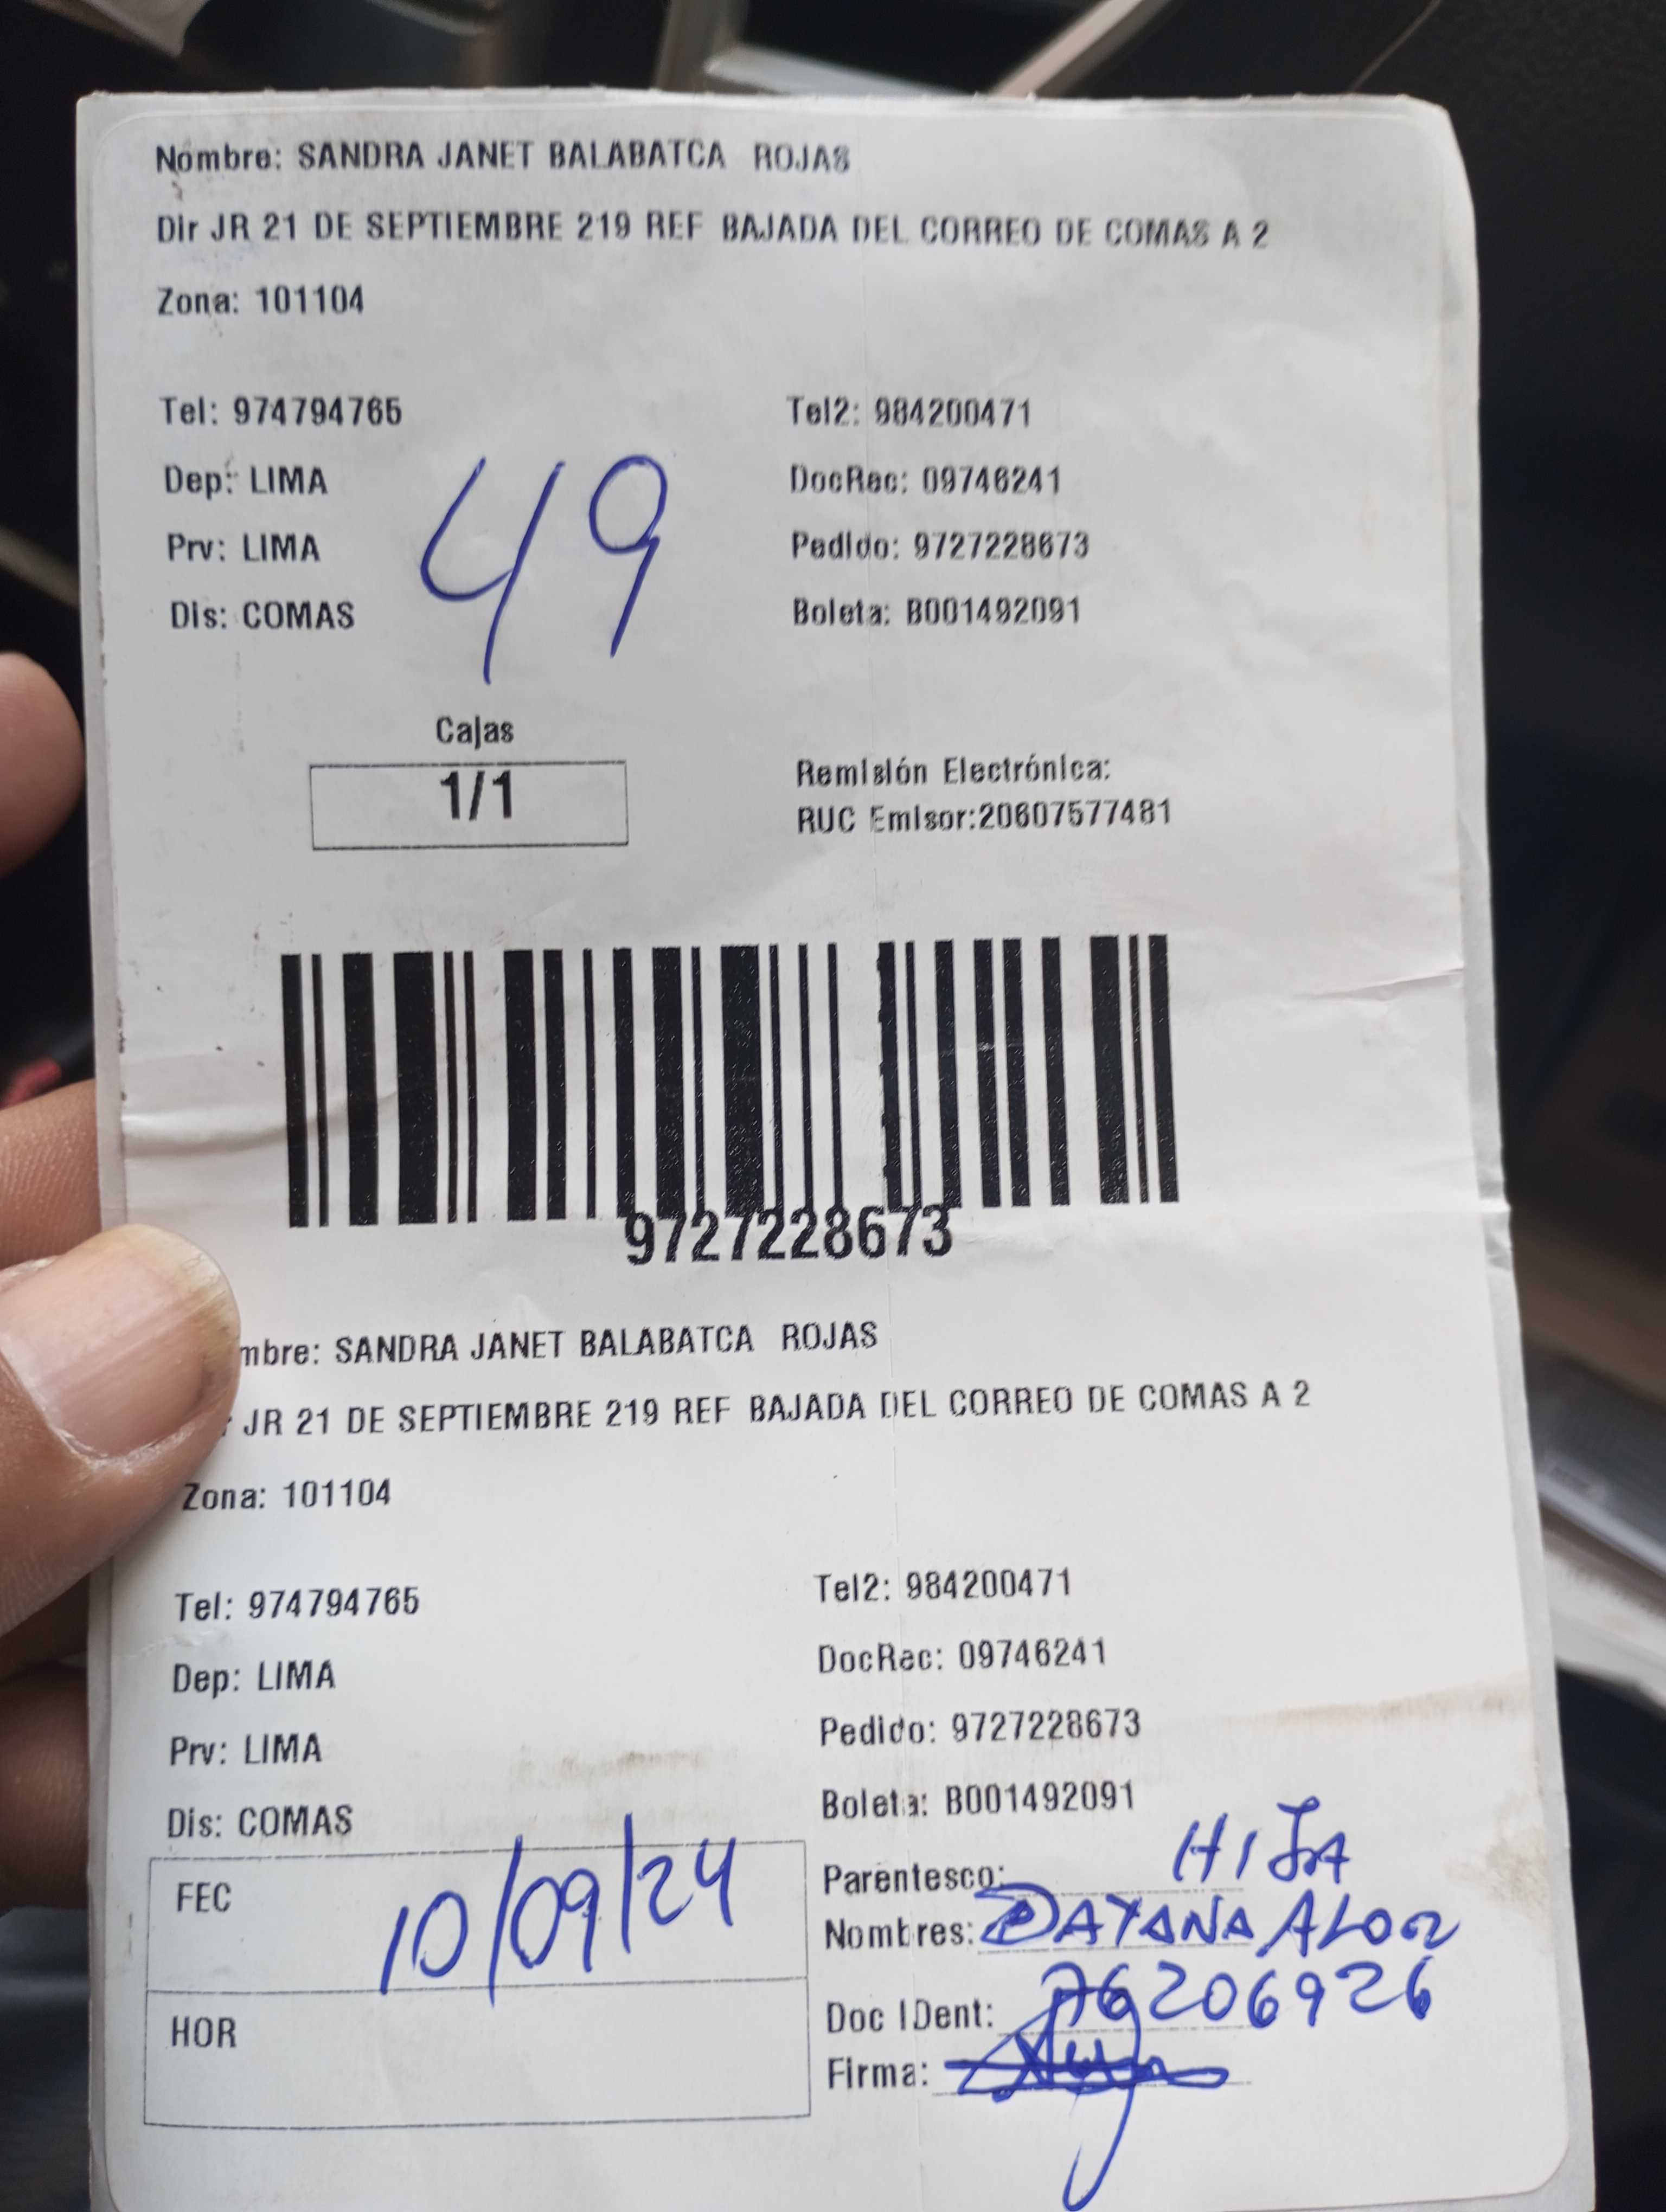 Nombre: SANDRA JANET BALABATCA ROJAS
Dir JR 21 DE SEPTIEMBRE 219 REF BAJADA DEL CORREO DE COMAS A 2
Zona: 101104
Tel: 974794765 Tel2: 984200471
Dep: LIMA DocRec: 09746241
Prv: LIMA Pedido: 9727228673
Dis: COMAS Boleta: B001492091
49
Cajas
1/1
Remisión Electrónica:
RUC Emisor:20607577481
9727228673
mbre: SANDRA JANET BALABATCA ROJAS
JR 21 DE SEPTIEMBRE 219 REF BAJADA DEL CORREO DE COMAS A 2
Zona: 101104
Tel: 974794765 Tel2: 984200471
Dep: LIMA DocRec: 09746241
Prv: LIMA Pedido: 9727228673
Dis: COMAS Boleta: B001492091
FEC 10/09/24
HOR
Parentesco: HIJA
Nombres: DAYANA
Doc IDent: 76206926
Firma: